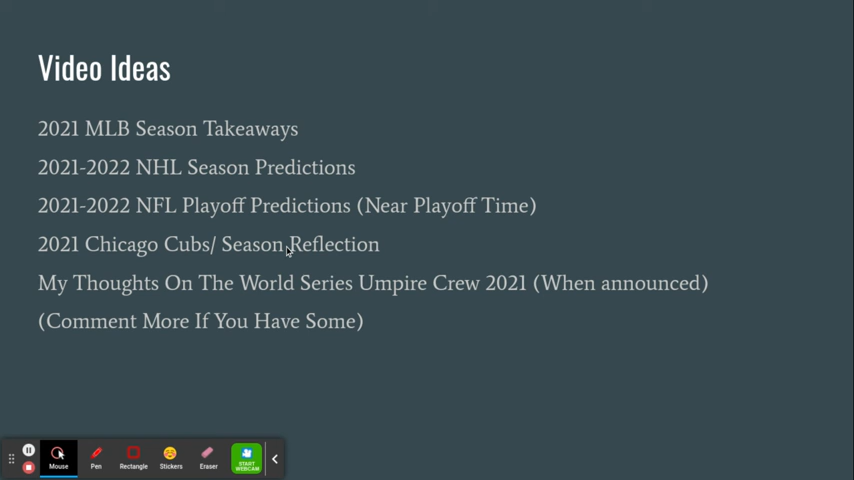 Video Ideas
2021 MLB Season Takeaways
2021-2022 NHL Season Predictions
2021-2022 NFL Playoff Predictions (Near Playoff Time)
2021 Chicago Cubs/ Season Reflection
My Thoughts On The World Series Umpire Crew 2021 (When announced)
(Comment More If You Have Some)
Mouse Pen Rectangle Stickers Eraser START WEBCAM